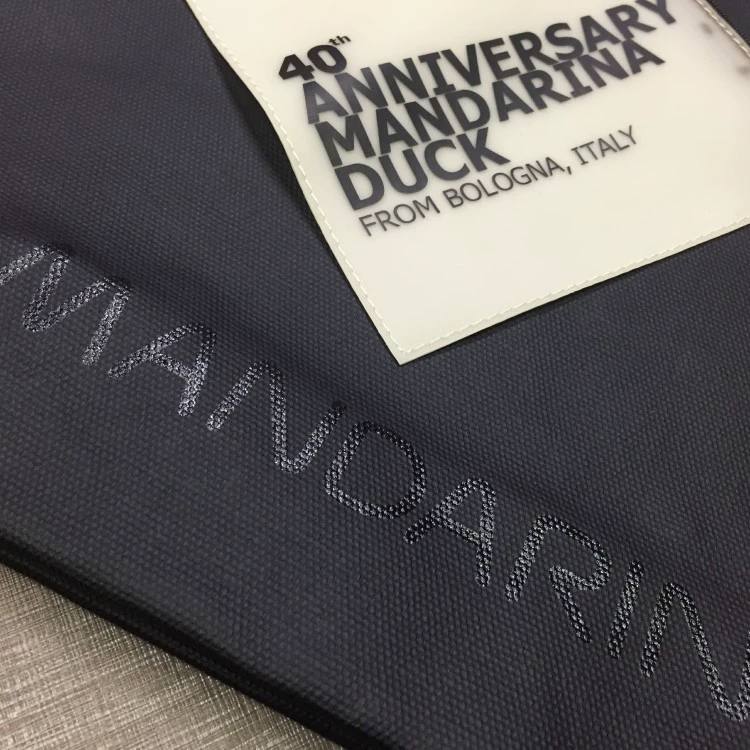 40th
ANNIVERSARY
MANDARINA
DUCK
FROM BOLOGNA, ITALY
MANDARIN